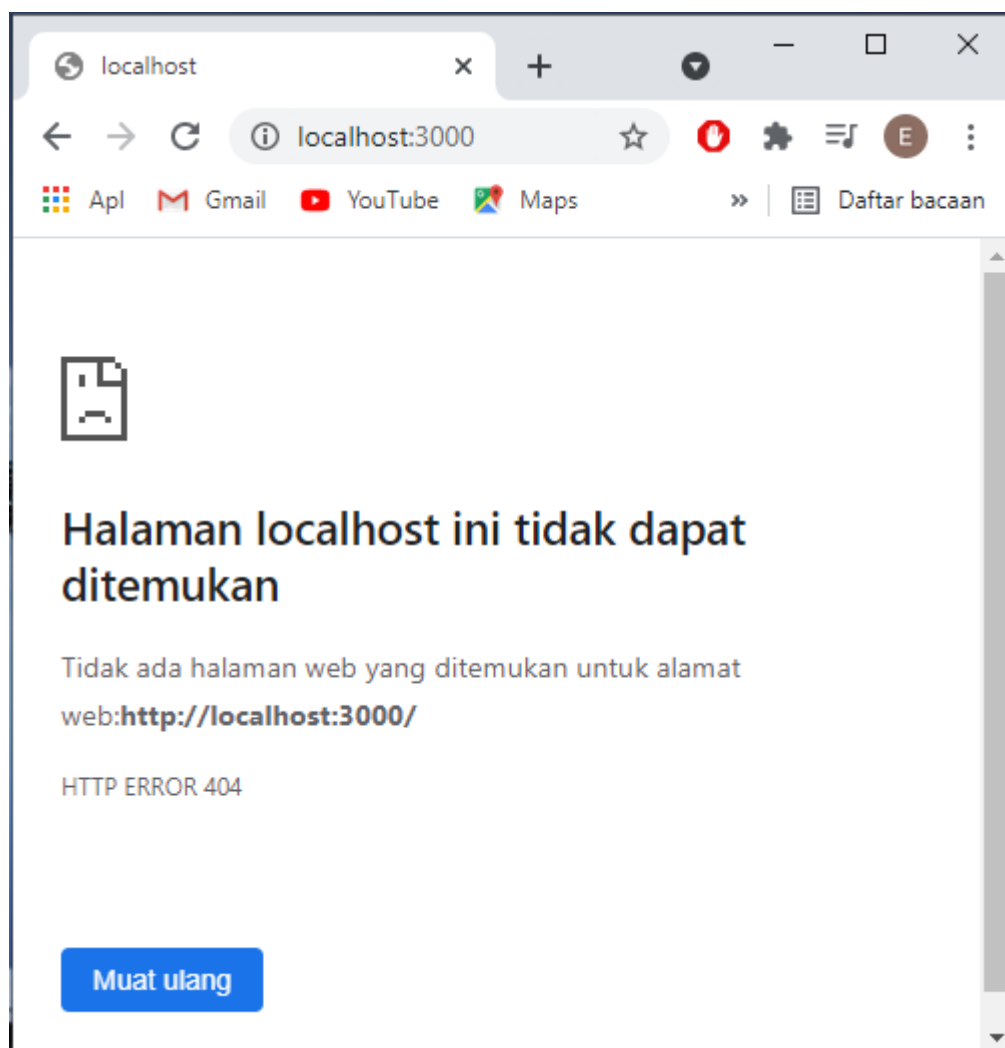 localhost
localhost:3000
E
Apl Gmail YouTube Maps » Daftar bacaan
Halaman localhost ini tidak dapat
ditemukan
Tidak ada halaman web yang ditemukan untuk alamat
web:http://localhost:3000/
HTTP ERROR 404
Muat ulang